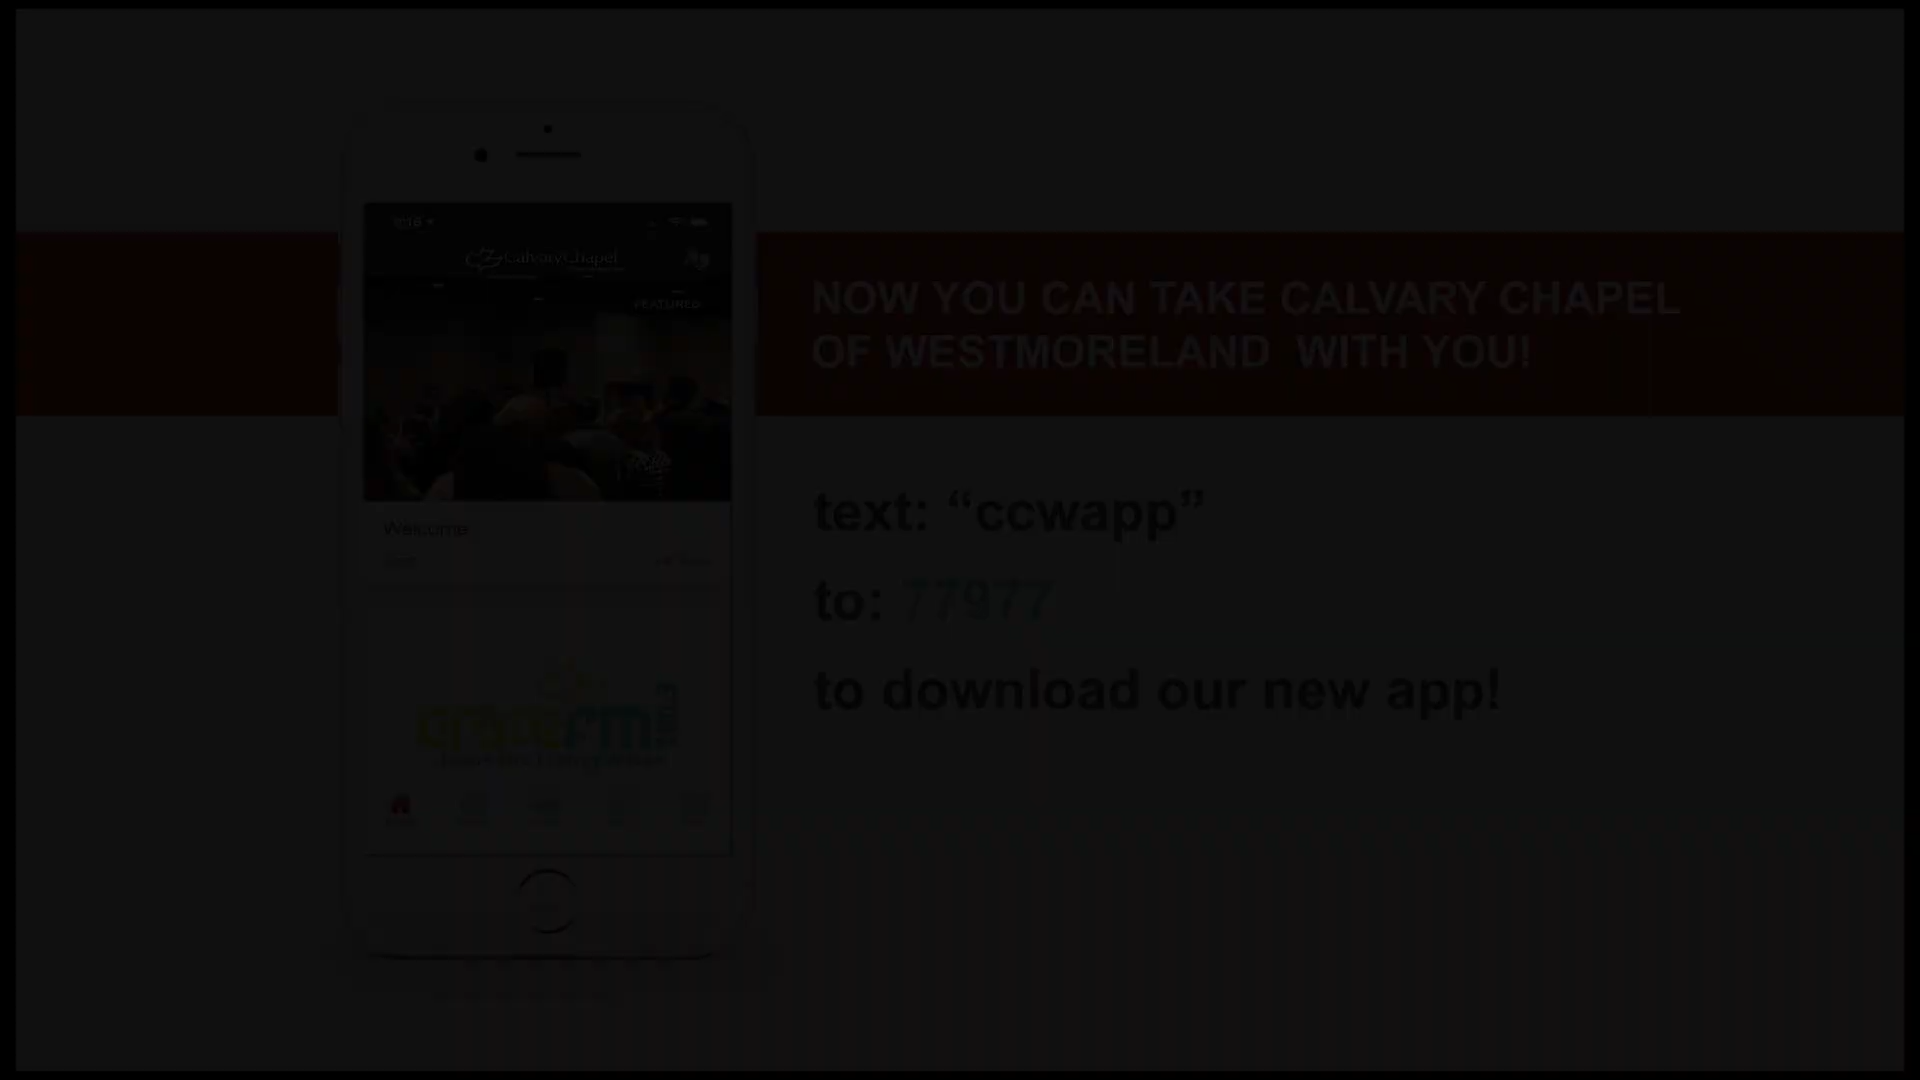 NOW YOU CAN TAKE CALVARY CHAPEL
OF WESTMORELAND WITH YOU!
text: “ccwapp”
to: 77977
to download our new app!
CalvaryChapel
FEATURED
Welcome